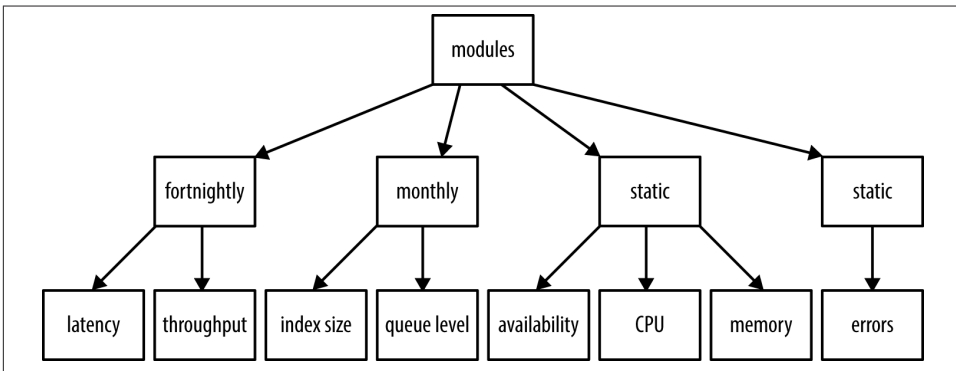 modules
fortnightly monthly static static
latency throughput index size queue level availability CPU memory errors